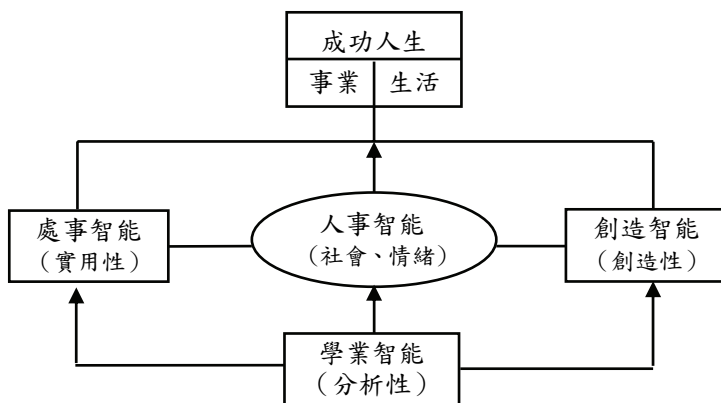 成功人生
事業 生活
人事智能
(社會、情緒)
處事智能
(實用性)
創造智能
(創造性)
學業智能
(分析性)